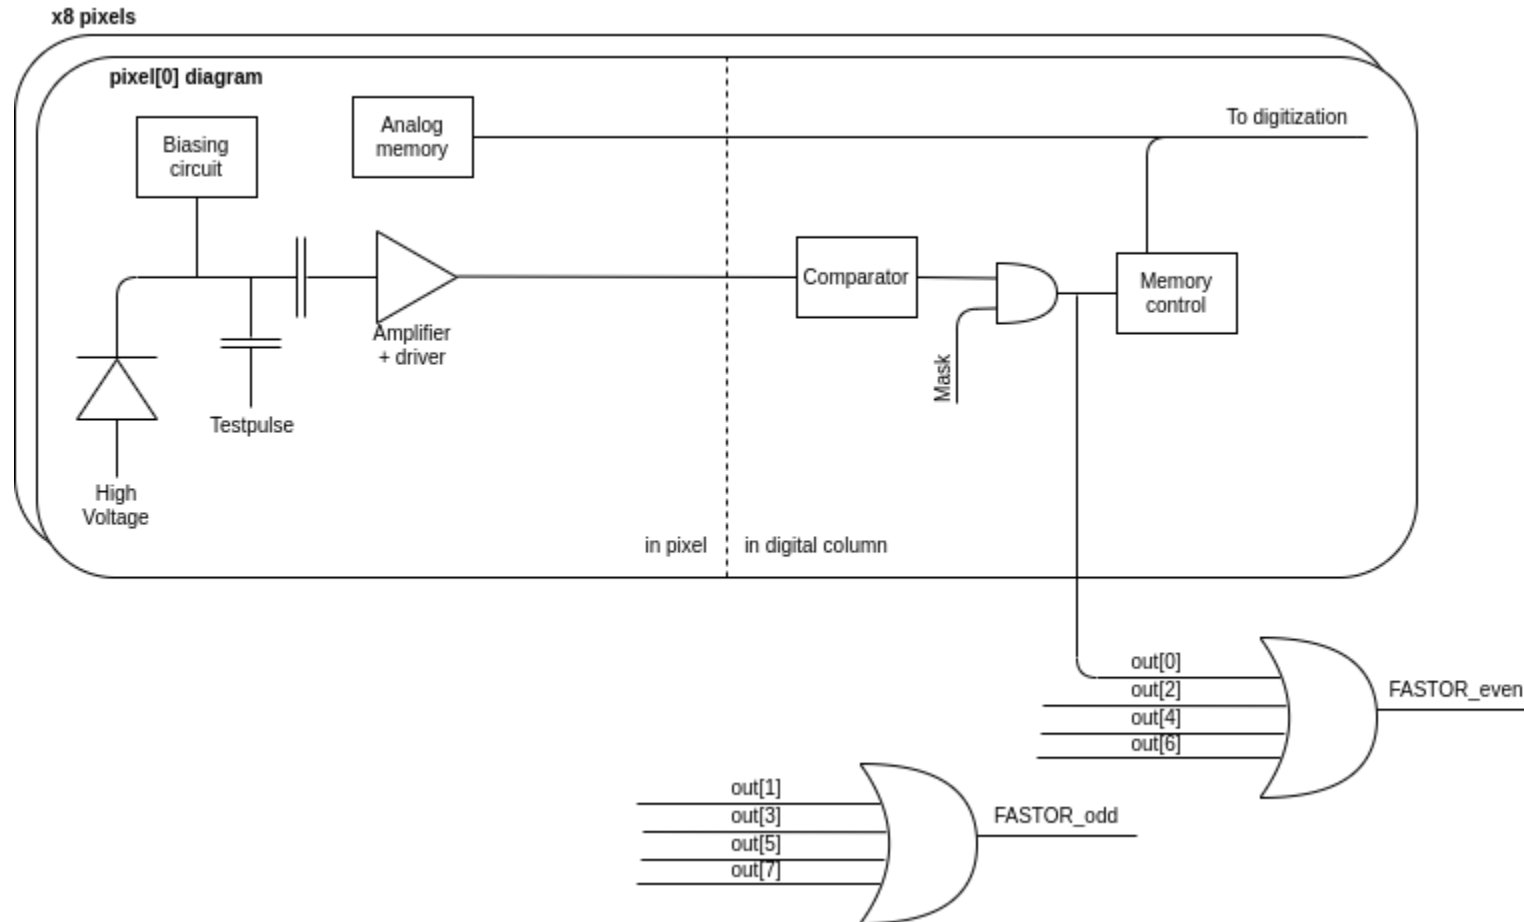 x8 pixels
pixel[0] diagram
Biasing
circuit
Analog
memory
To digitization
Comparator
Memory
control
Amplifier
+ driver
Mask
Testpulse
High
Voltage
in pixel
in digital column
out[0]
out[2]
out[4]
out[6]
FASTOR_even
out[1]
out[3]
out[5]
out[7]
FASTOR_odd